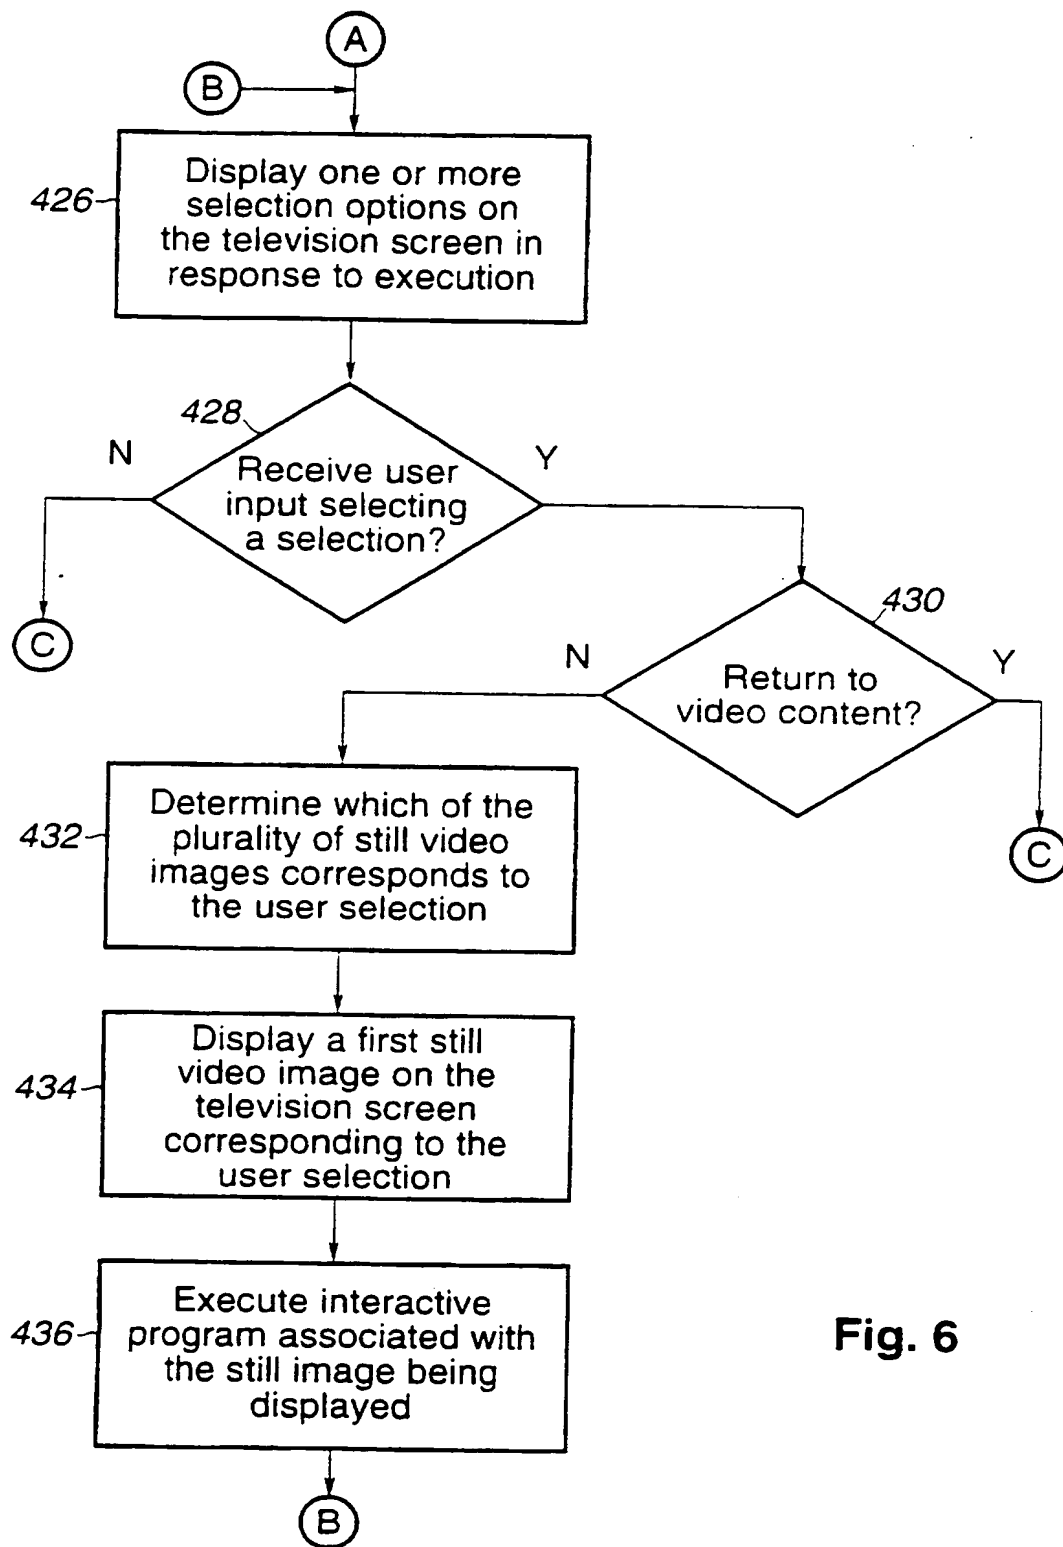 A
B
426
Display one or more
selection options on
the television screen in
response to execution
428
N
Y
Receive user
input selecting
a selection?
C
430
N
Y
Return to
video content?
C
432
Determine which of the
plurality of still video
images corresponds to
the user selection
434
Display a first still
video image on the
television screen
corresponding to the
user selection
436
Execute interactive
program associated with
the still image being
displayed
B
Fig. 6